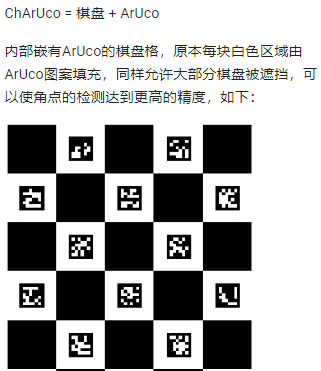 ChArUco = 棋盘 + ArUco
内部嵌有ArUco的棋盘格，原本每块白色区域由
ArUco图案填充，同样允许大部分棋盘被遮挡，可
以使角点的检测达到更高的精度，如下：